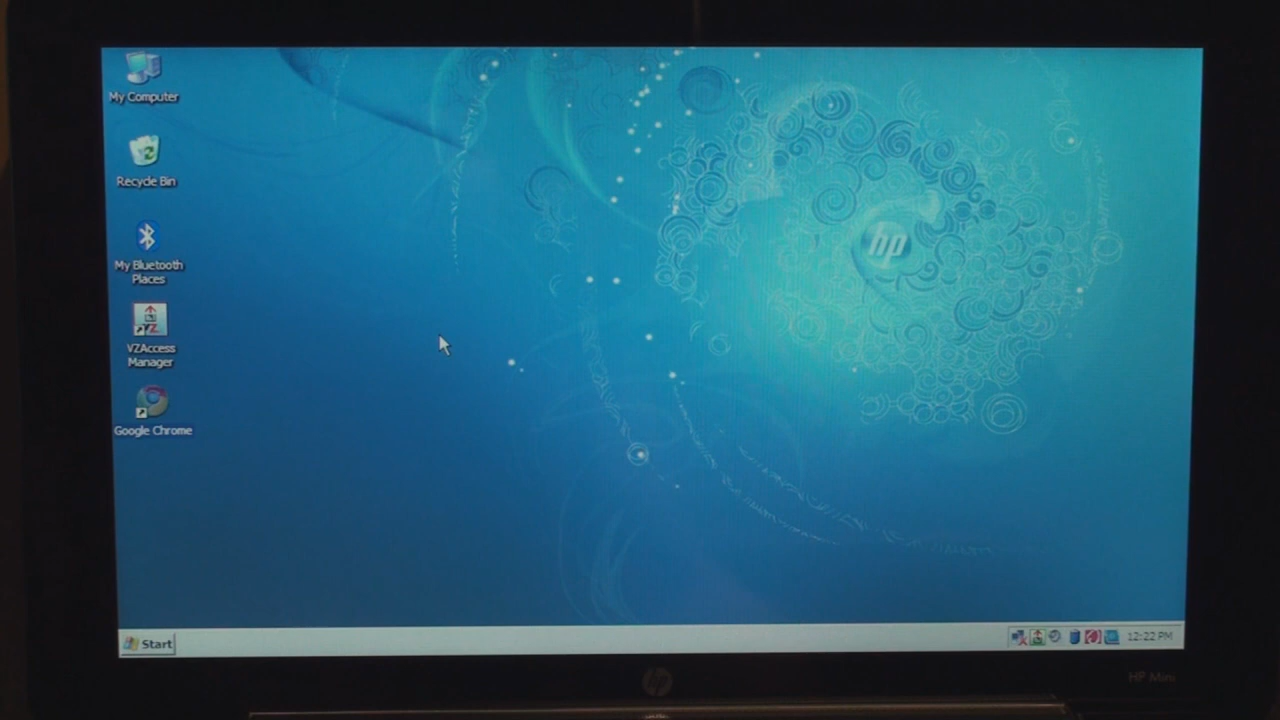 My Computer
Recycle Bin
My Bluetooth
Places
VZAccess
Manager
Google Chrome
hp
Start
12:22 PM
hp
HP Mini